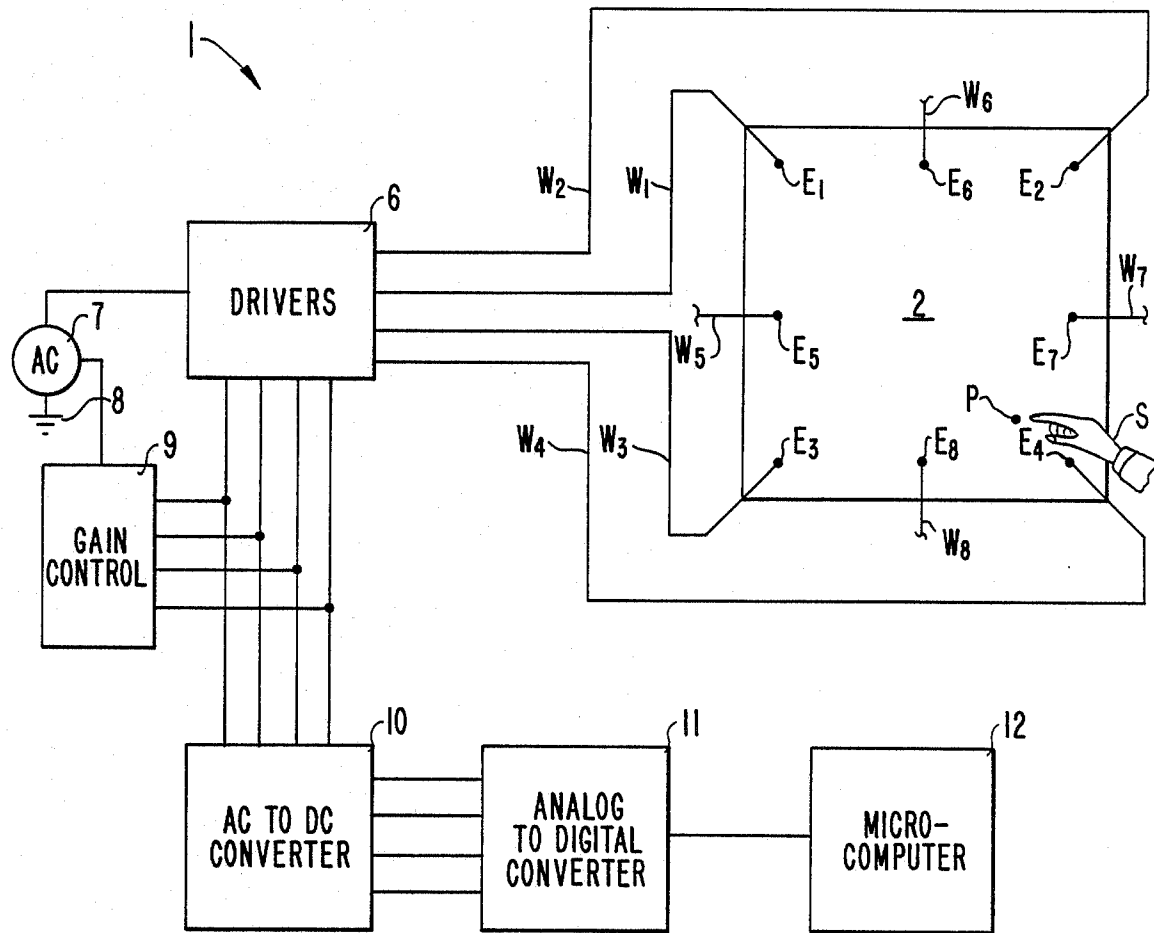 1
W6
W2
W1
E1
E6
E2
6
DRIVERS
7
AC
8
W5
E5
2
W7
E7
P
S
9
GAIN
CONTROL
W4
W3
E3
E8
E4
W8
10
AC TO DC
CONVERTER
11
ANALOG
TO DIGITAL
CONVERTER
12
MICRO-
COMPUTER